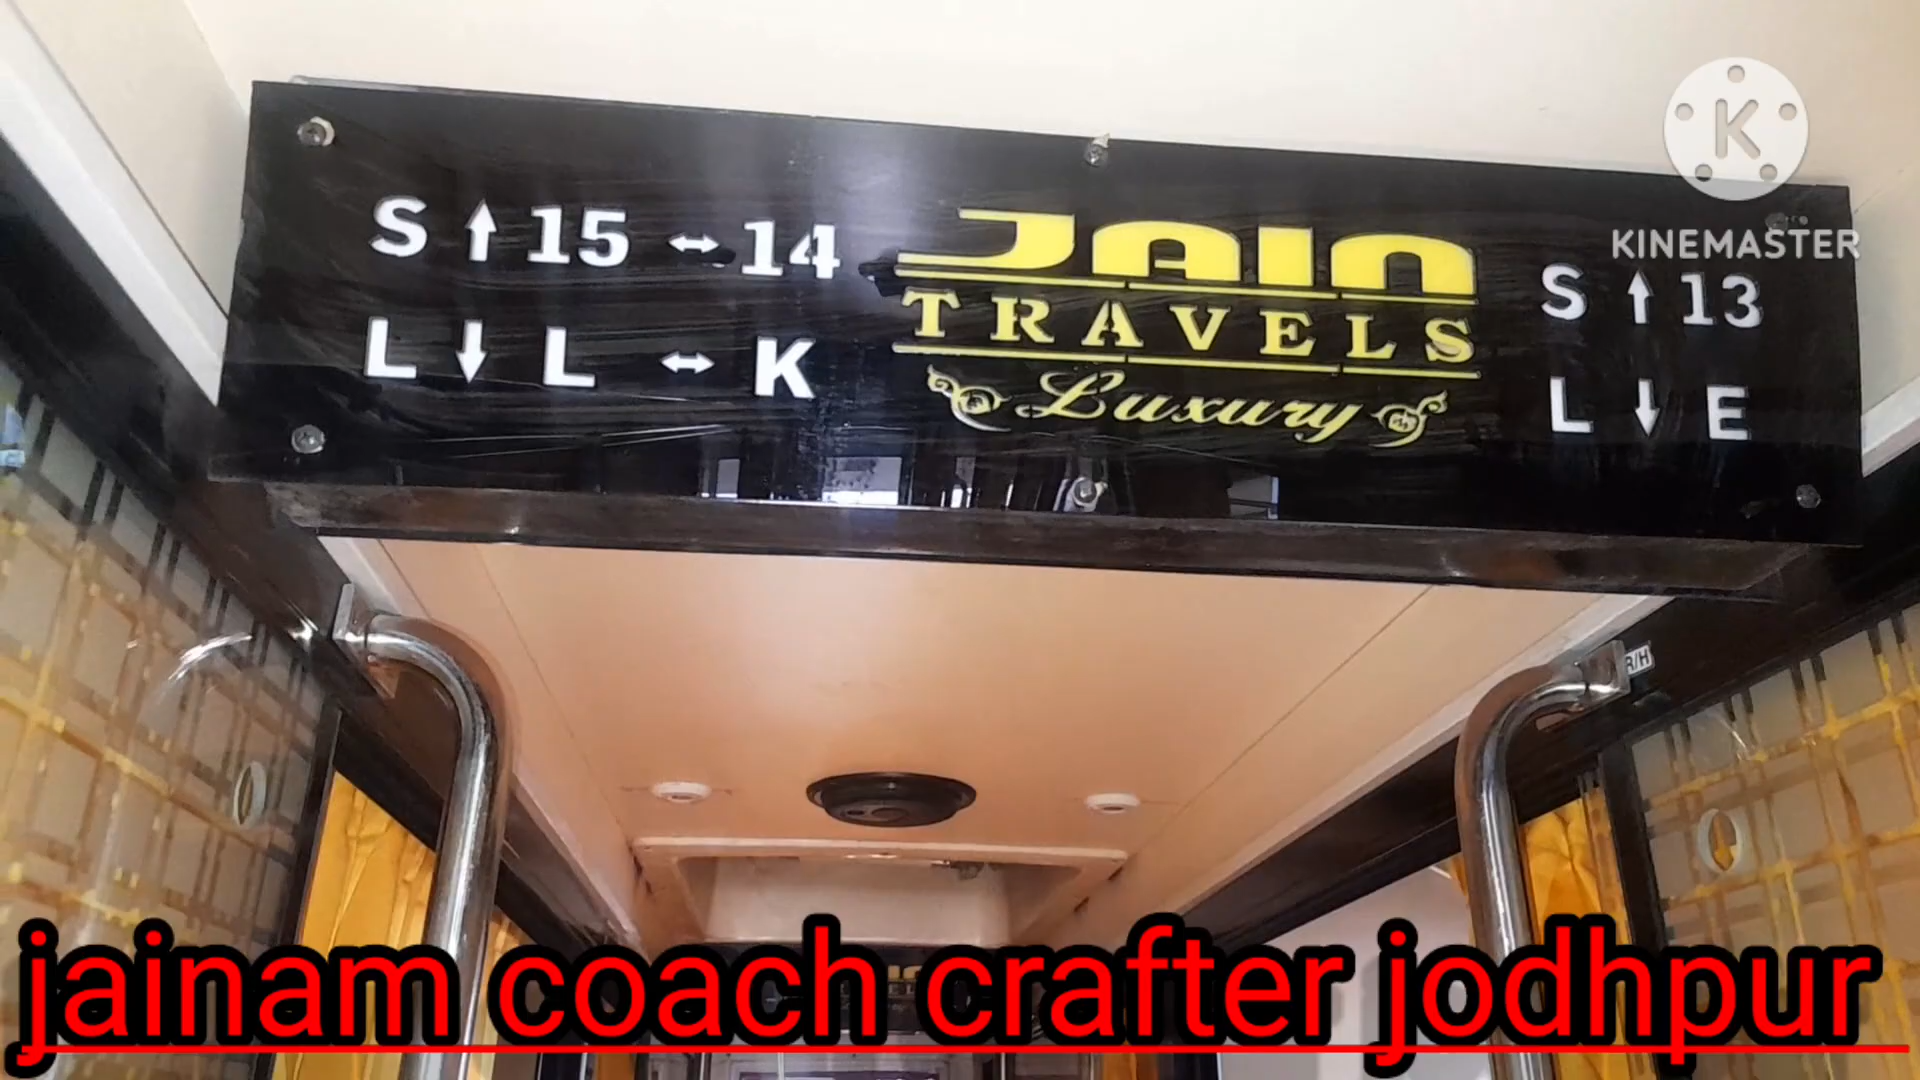 S ↑ 15 ↔ 14
L ↓ L ↔ K
JAIN
TRAVELS
Luxury
S ↑ 13
L ↓ E
K
KINEMASTER
R/H
jainam coach crafter jodhpur